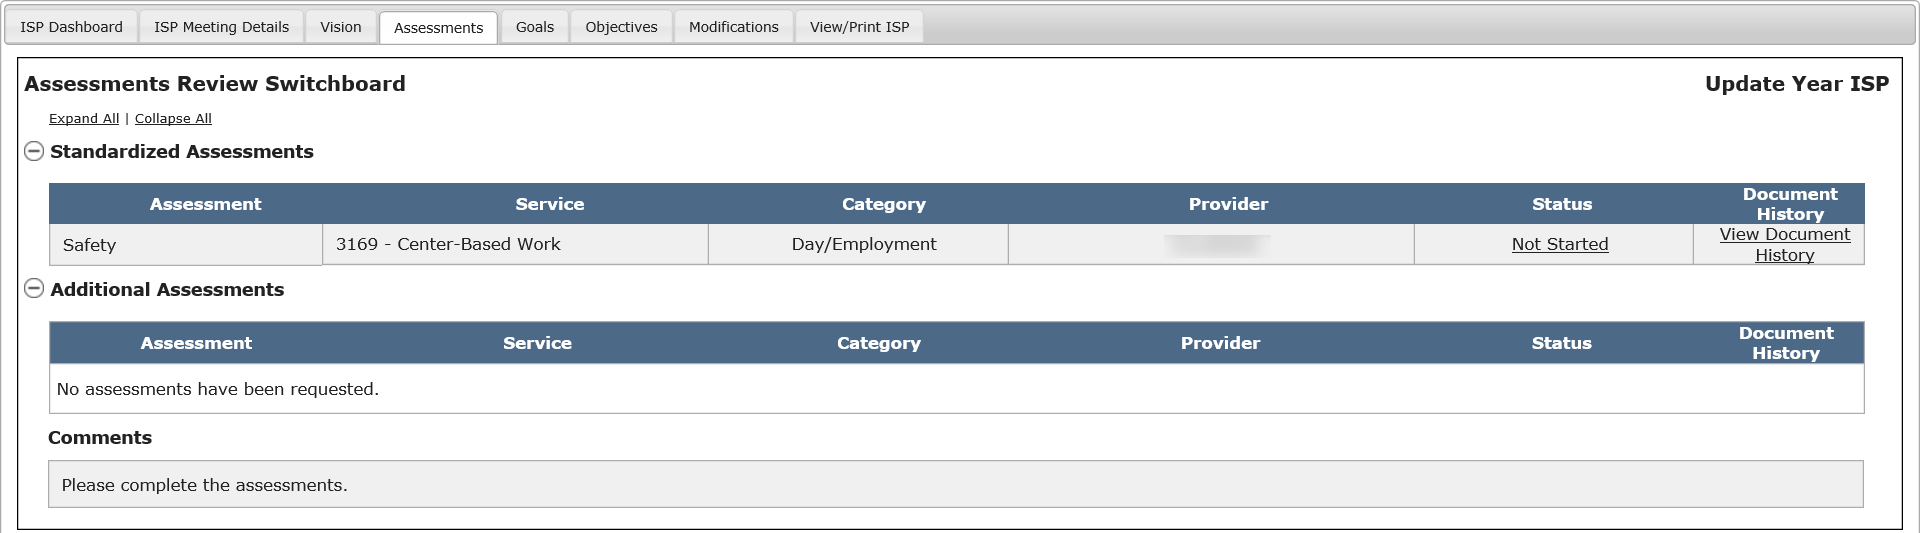 ISP Dashboard ISP Meeting Details Vision Assessments Goals Objectives Modifications View/Print ISP
Assessments Review Switchboard Update Year ISP
Expand All | Collapse All
Standardized Assessments
Assessment Service Category Provider Status Document
History
Safety 3169 - Center-Based Work Day/Employment Not Started View Document
History
Additional Assessments
Assessment Service Category Provider Status Document
History
No assessments have been requested.
Comments
Please complete the assessments.